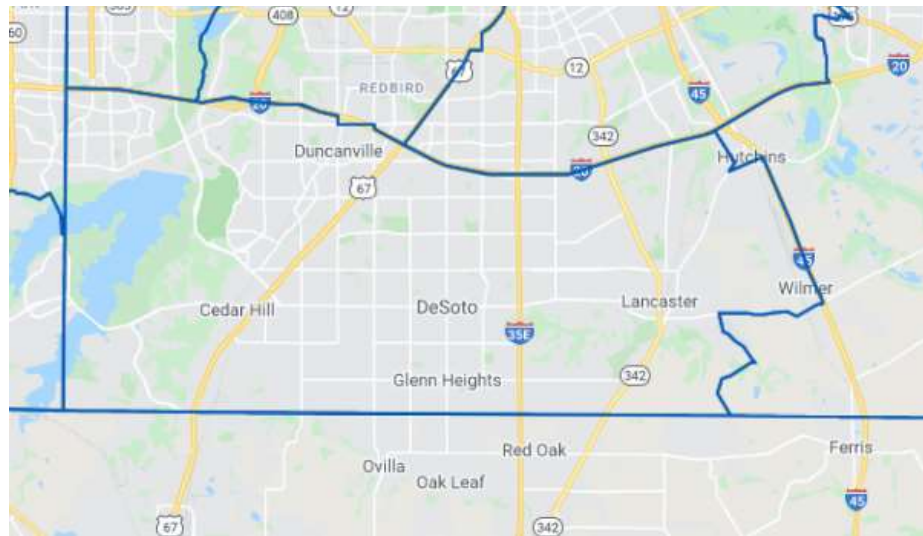 408
12
12
60
67
REDBIRD
12
45
20
20
342
Duncanville
Hutchins
67
20
45
Wilmer
Cedar Hill
DeSoto
Lancaster
35E
Glenn Heights
342
Red Oak
Ferris
Ovilla
Oak Leaf
45
67
342